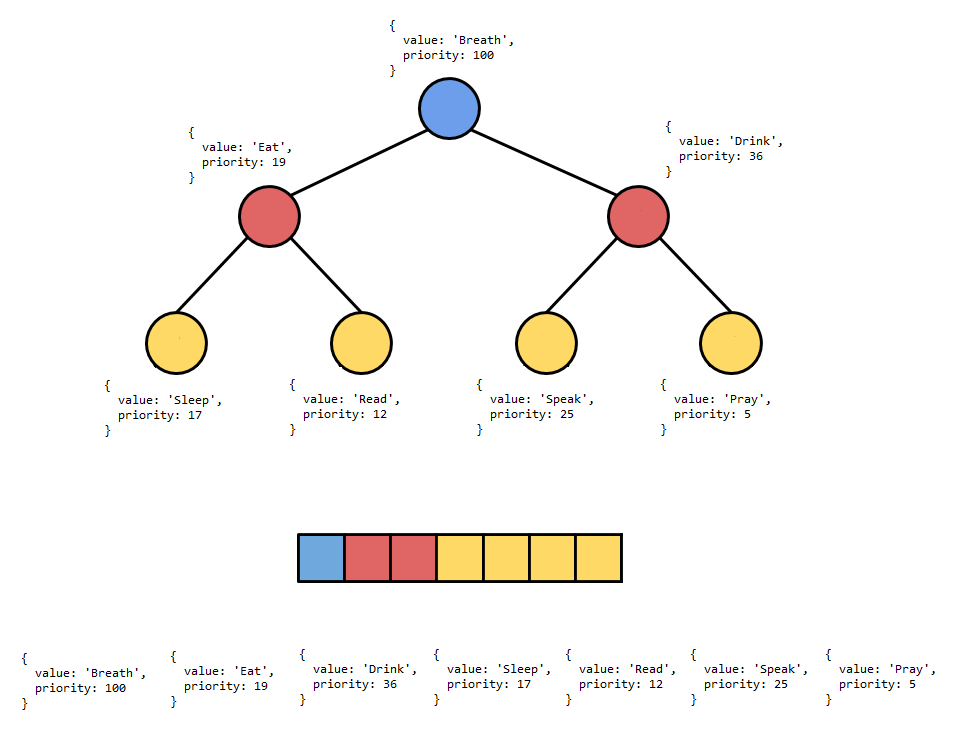 {
  value: 'Breath',
  priority: 100
}
{
  value: 'Eat',
  priority: 19
}
{
  value: 'Drink',
  priority: 36
}
{
  value: 'Sleep',
  priority: 17
}
{
  value: 'Read',
  priority: 12
}
{
  value: 'Speak',
  priority: 25
}
{
  value: 'Pray',
  priority: 5
}
{
  value: 'Breath',
  priority: 100
}
{
  value: 'Eat',
  priority: 19
}
{
  value: 'Drink',
  priority: 36
}
{
  value: 'Sleep',
  priority: 17
}
{
  value: 'Read',
  priority: 12
}
{
  value: 'Speak',
  priority: 25
}
{
  value: 'Pray',
  priority: 5
}